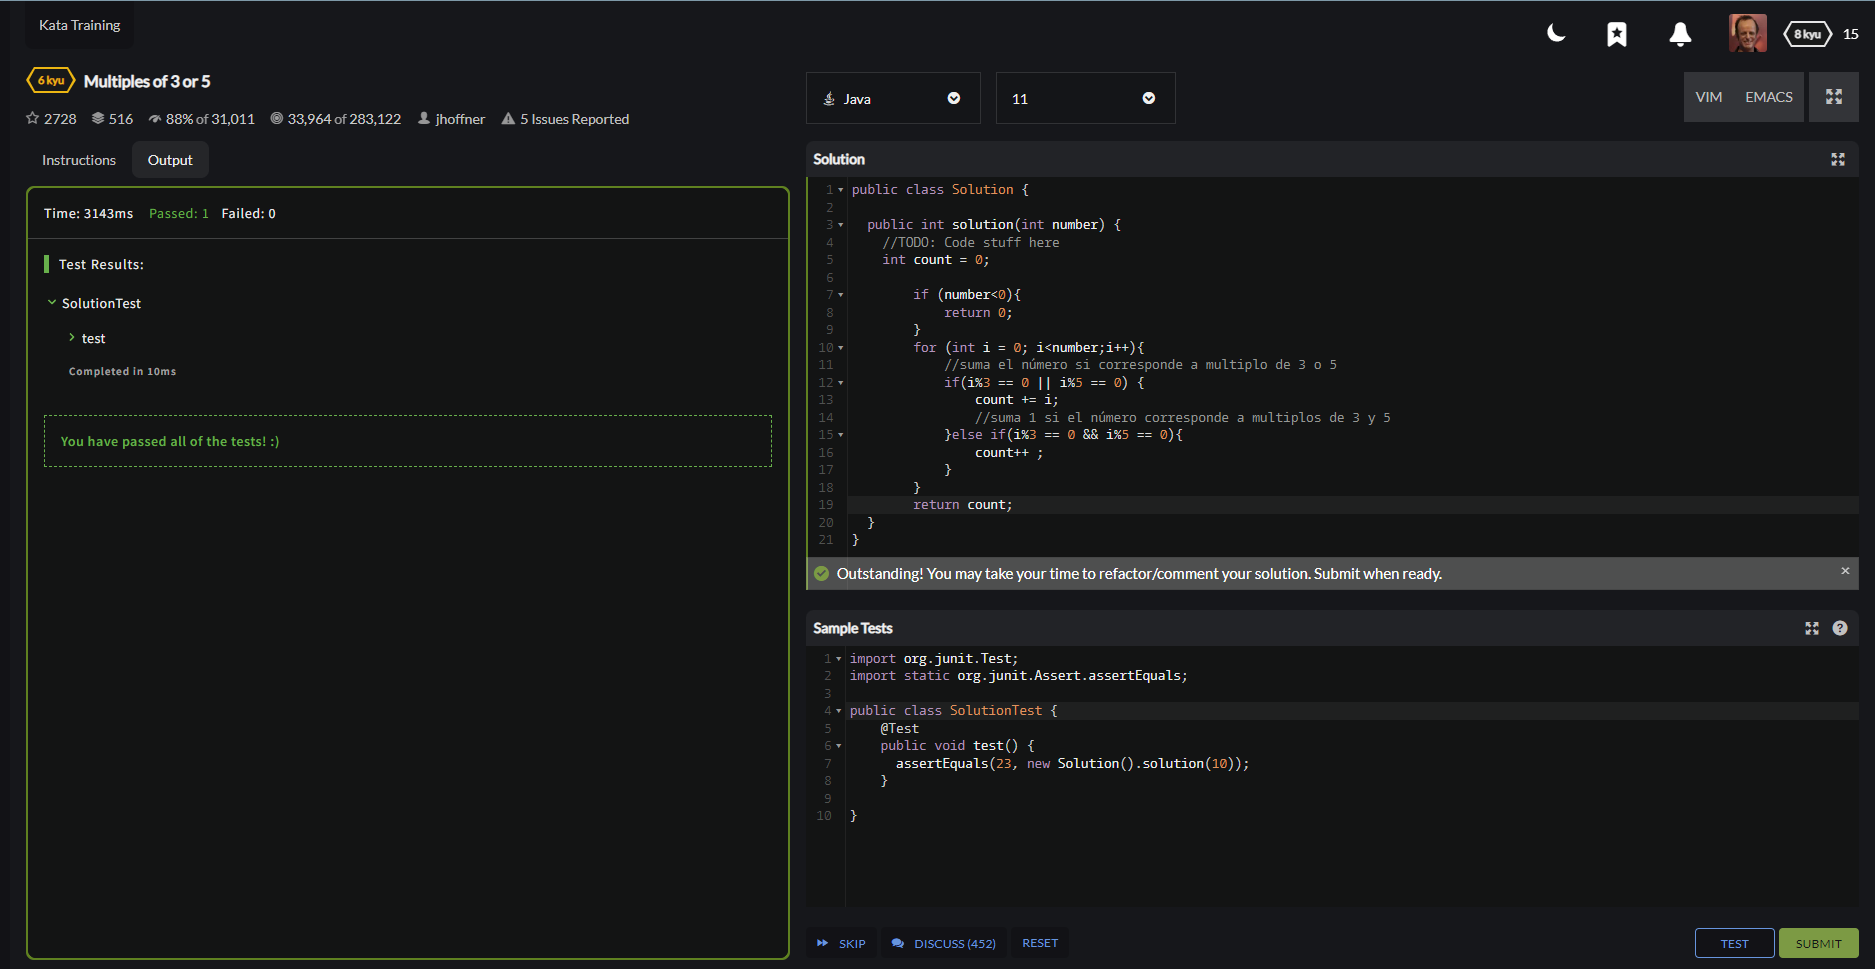 Kata Training
8 kyu 15
6 kyu Multiples of 3 or 5
2728 516 88% of 31,011 33,964 of 283,122 jhoffner 5 Issues Reported
Instructions Output
Time: 3143ms Passed: 1 Failed: 0
Test Results:
SolutionTest
test
Completed in 10ms
You have passed all of the tests! :)
Java 11
VIM EMACS
Solution
1 public class Solution {
2
3 public int solution(int number) {
4 //TODO: Code stuff here
5 int count = 0;
6
7 if (number<0){
8 return 0;
9 }
10 for (int i = 0; i<number;i++){
11 //suma el número si corresponde a multiplo de 3 o 5
12 if(i%3 == 0 || i%5 == 0) {
13 count += i;
14 //suma 1 si el número corresponde a multiplos de 3 y 5
15 }else if(i%3 == 0 && i%5 == 0){
16 count++ ;
17 }
18 }
19 return count;
20 }
21 }
Outstanding! You may take your time to refactor/comment your solution. Submit when ready. ×
Sample Tests ?
1 import org.junit.Test;
2 import static org.junit.Assert.assertEquals;
3
4 public class SolutionTest {
5 @Test
6 public void test() {
7 assertEquals(23, new Solution().solution(10));
8 }
9
10 }
SKIP DISCUSS (452) RESET
TEST SUBMIT